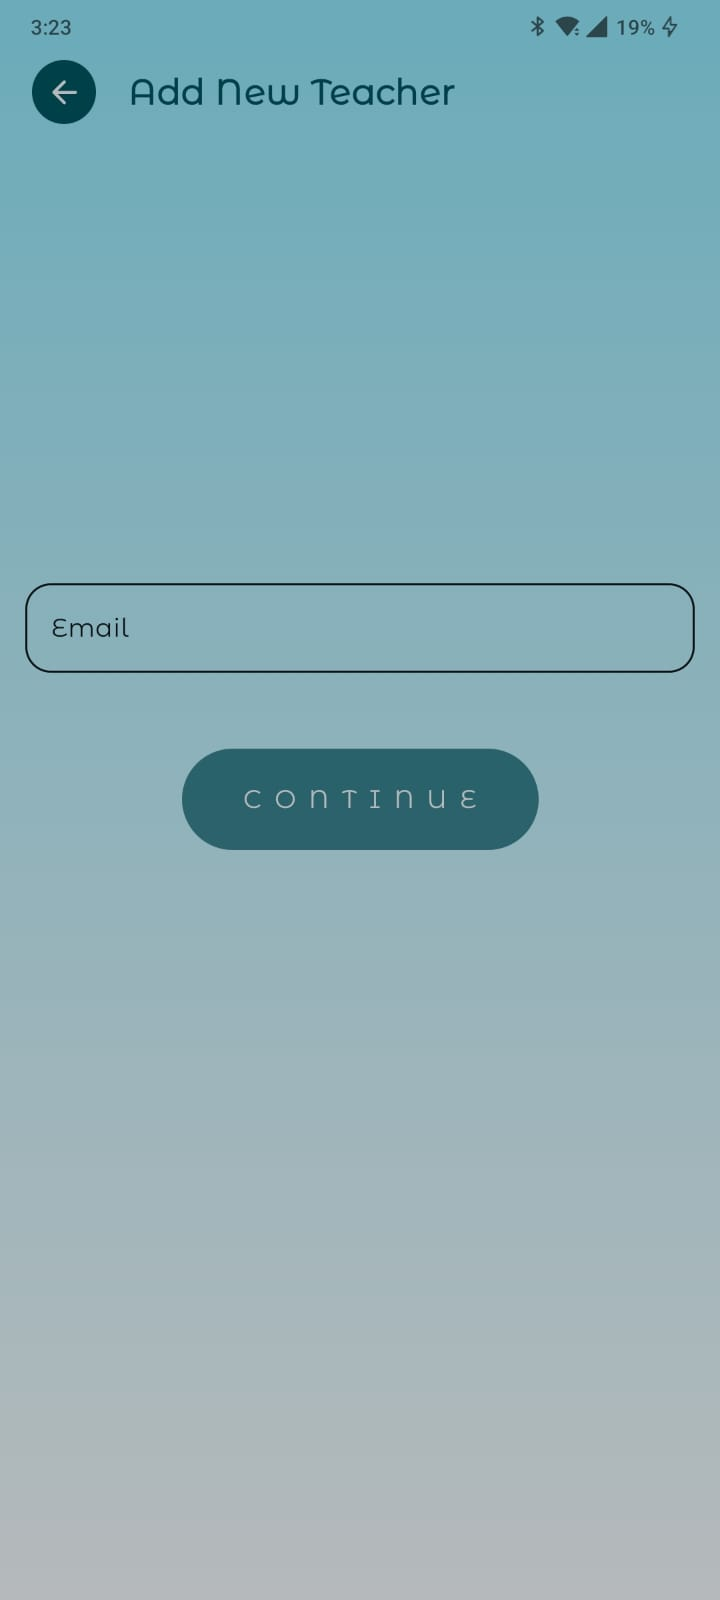 3:23
19%
Add New Teacher
Email
CONTINUE